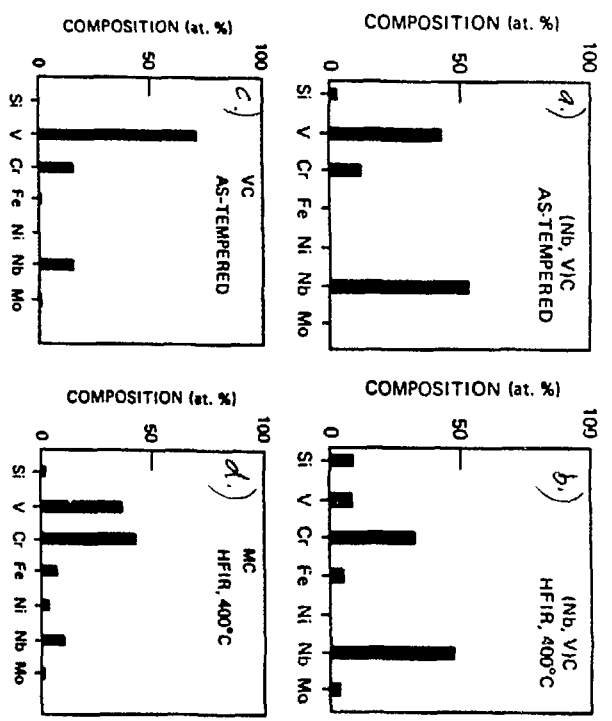 COMPOSITION (at. %)
0
50
100
a.)
(Nb, V)C
AS-TEMPERED
Si
V
Cr
Fe
Ni
Nb
Mo
COMPOSITION (at. %)
0
50
100
b.)
(Nb, V)C
HFIR, 400°C
Si
V
Cr
Fe
Ni
Nb
Mo
COMPOSITION (at. %)
0
50
100
c.)
VC
AS-TEMPERED
Si
V
Cr
Fe
Ni
Nb
Mo
COMPOSITION (at. %)
0
50
100
d.)
MC
HFIR, 400°C
Si
V
Cr
Fe
Ni
Nb
Mo